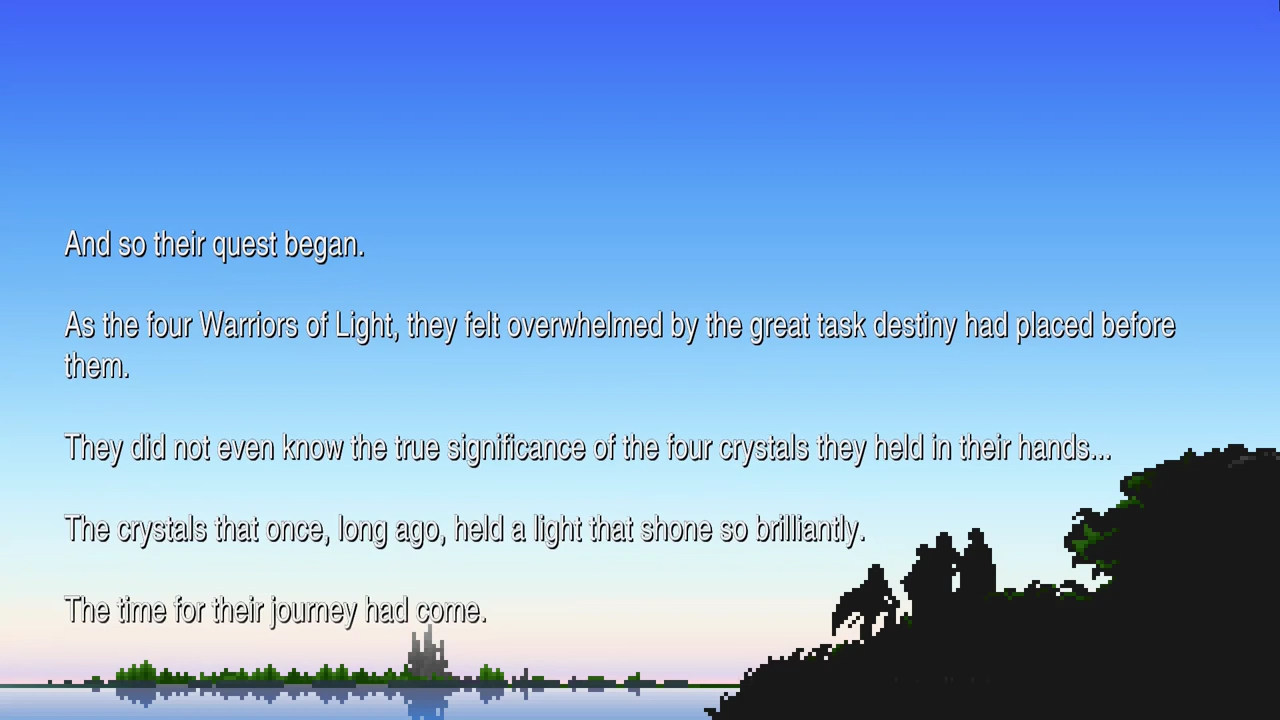 And so their quest began.
As the four Warriors of Light, they felt overwhelmed by the great task destiny had placed before
them.
They did not even know the true significance of the four crystals they held in their hands...
The crystals that once, long ago, held a light that shone so brilliantly.
The time for their journey had come.